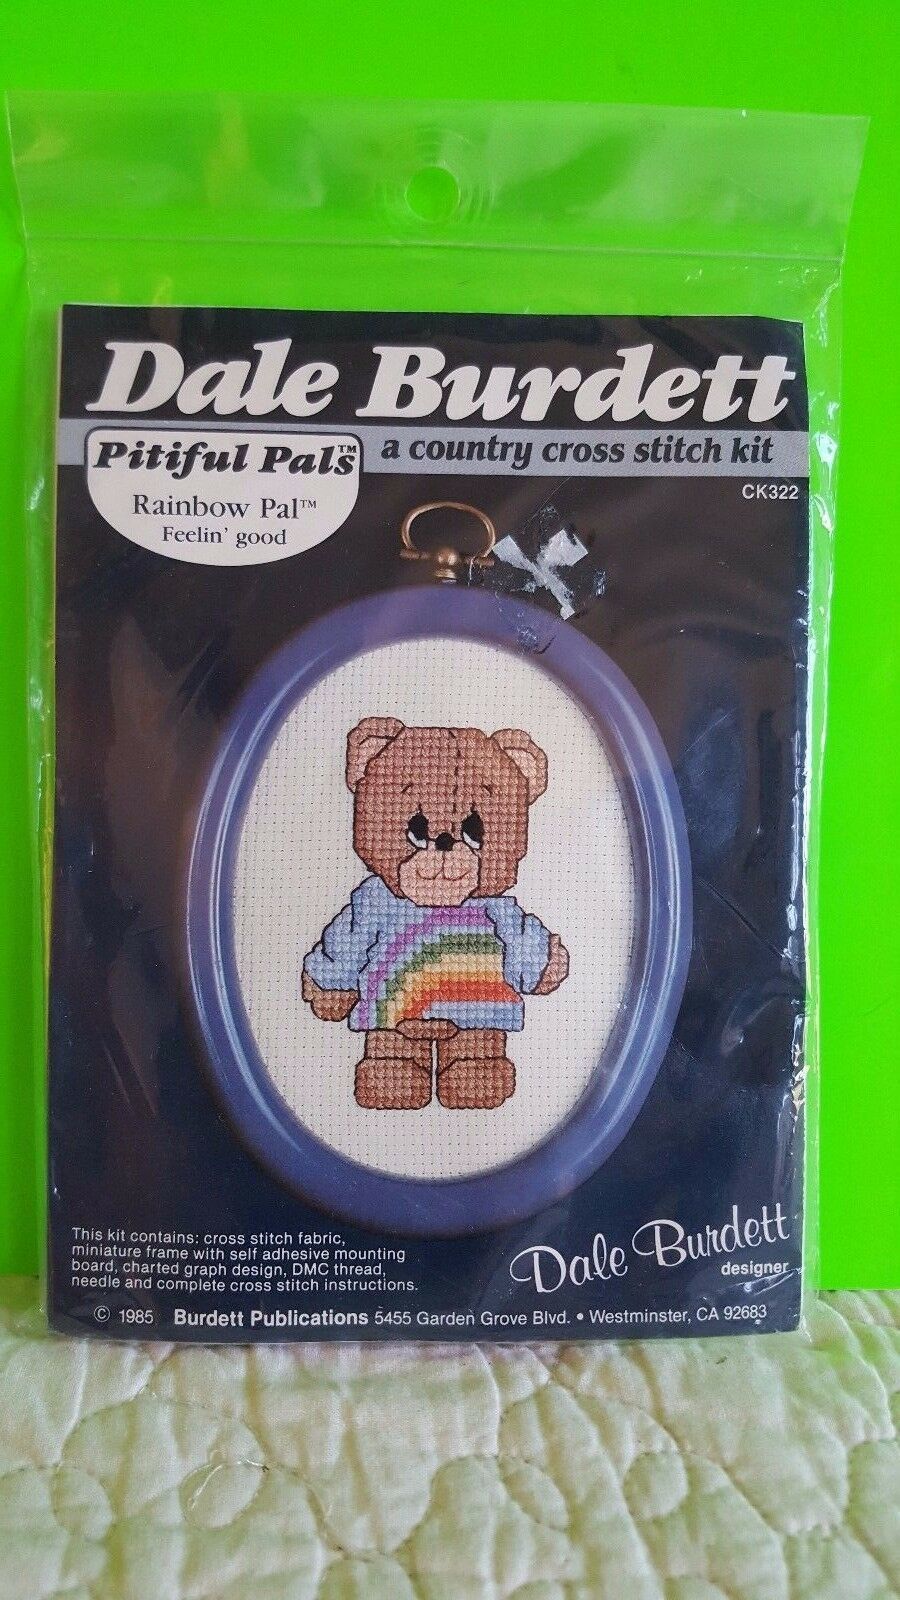 Dale Burdett
Pitiful Pals™
a country cross stitch kit
CK322
Rainbow Pal™
Feelin' good
This kit contains: cross stitch fabric,
miniature frame with self adhesive mounting
board, charted graph design, DMC thread,
needle and complete cross stitch instructions.
Dale Burdett
designer
© 1985 Burdett Publications 5455 Garden Grove Blvd. • Westminster, CA 92683